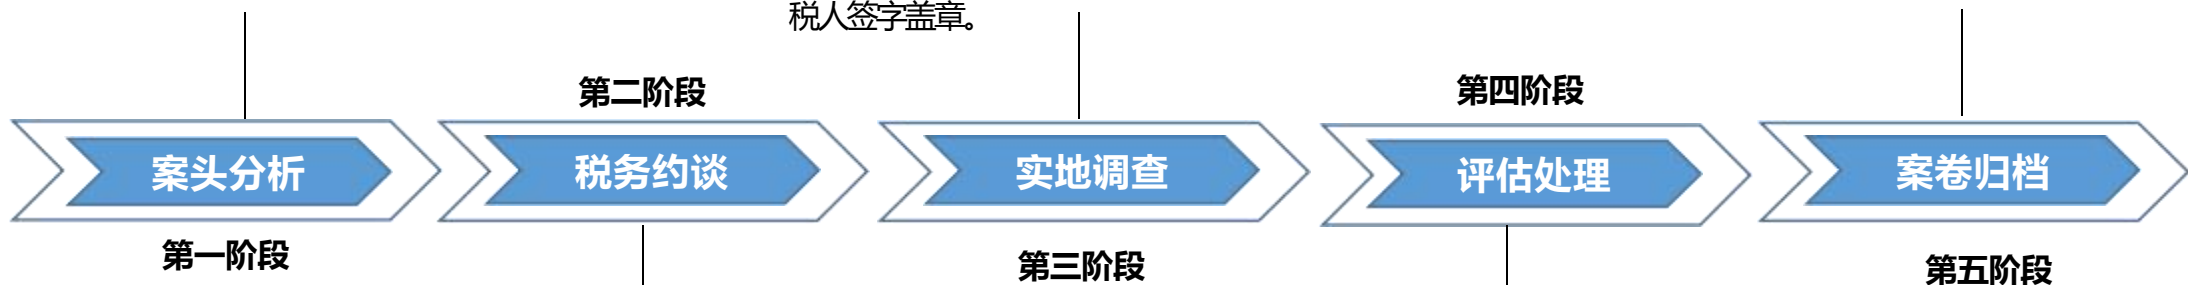 税人签字盖章。
第二阶段
第四阶段
案头分析
税务约谈
实地调查
评估处理
案卷归档
第一阶段
第三阶段
第五阶段